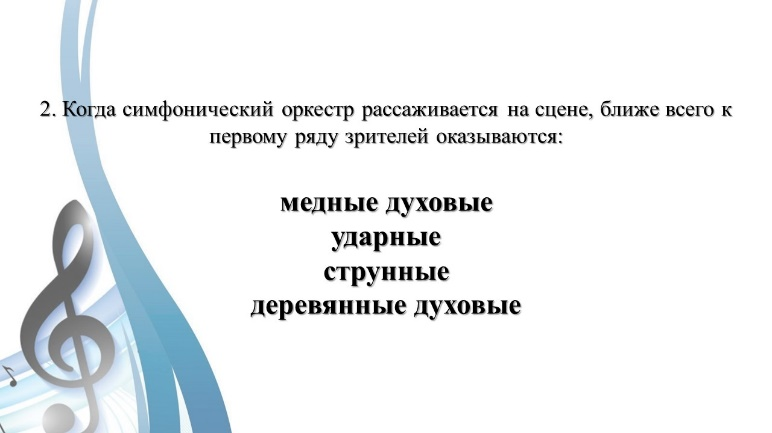 2. Когда симфонический оркестр рассаживается на сцене, ближе всего к
первому ряду зрителей оказываются:
медные духовые
ударные
струнные
деревянные духовые